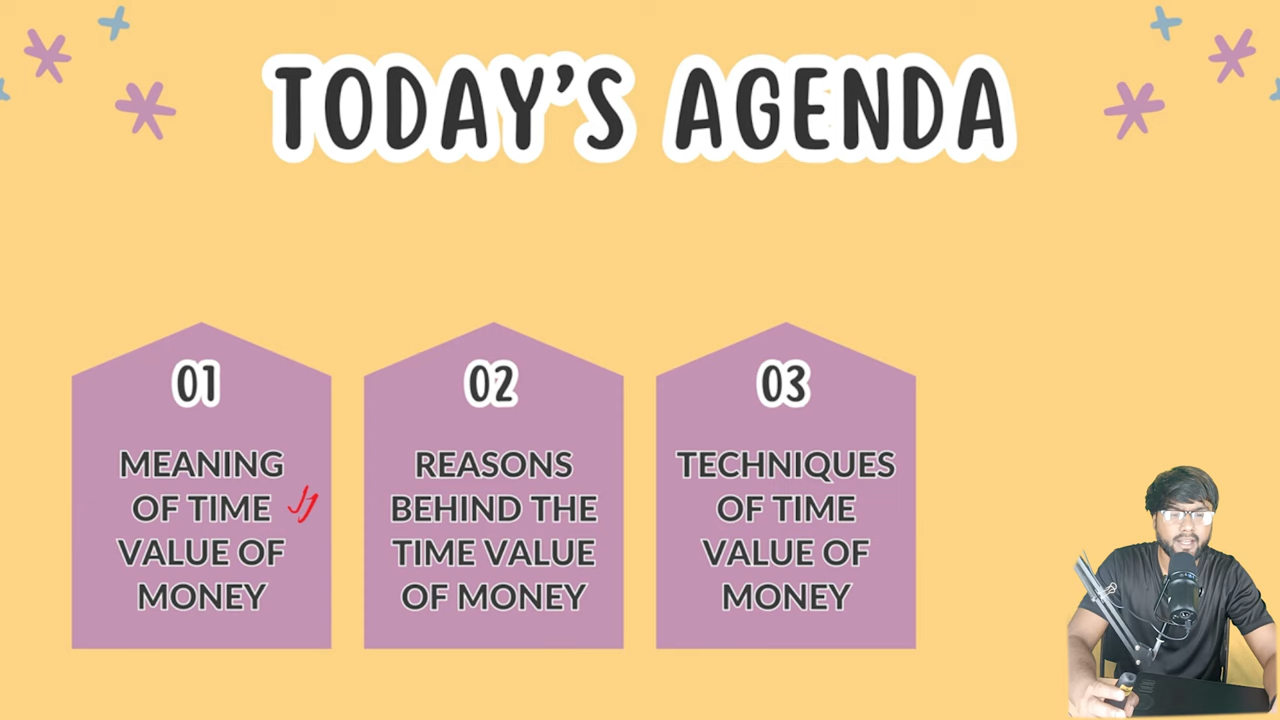 TODAY'S AGENDA
01
MEANING
OF TIME
VALUE OF
MONEY
02
REASONS
BEHIND THE
TIME VALUE
OF MONEY
03
TECHNIQUES
OF TIME
VALUE OF
MONEY